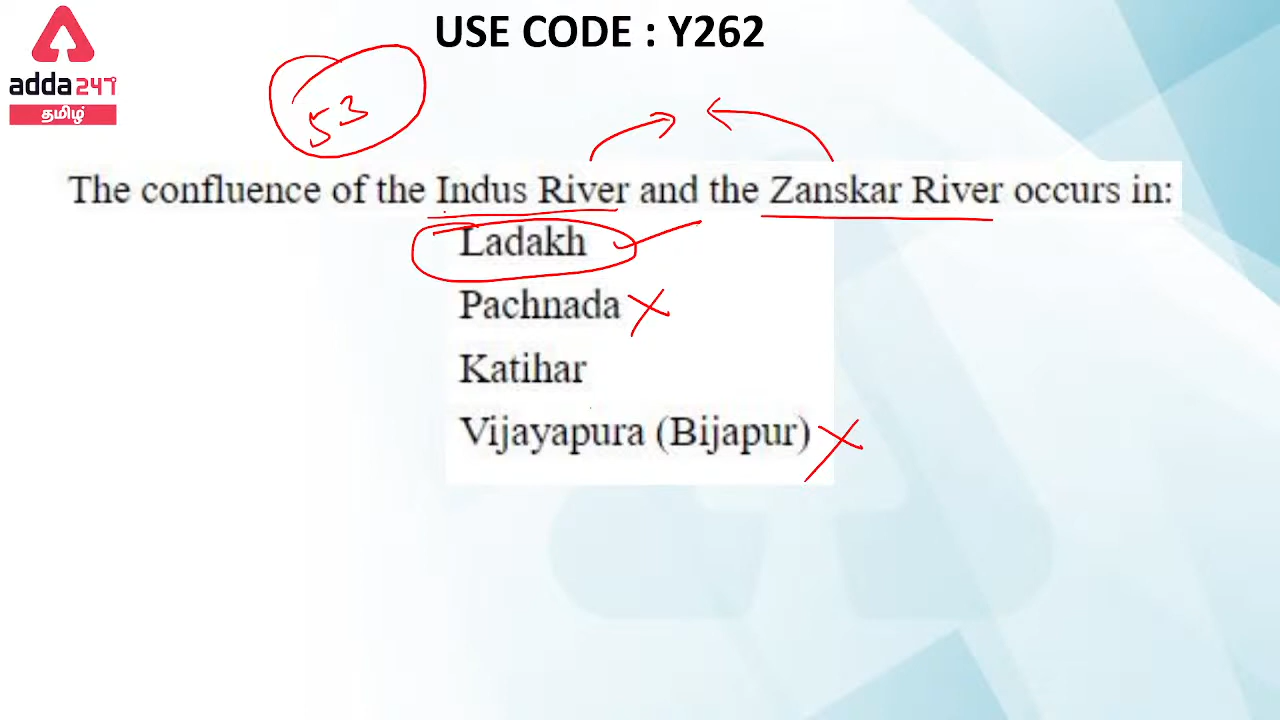 USE CODE : Y262
adda247
தமிழ்
53
The confluence of the Indus River and the Zanskar River occurs in:
Ladakh
Pachnada
Katihar
Vijayapura (Bijapur)